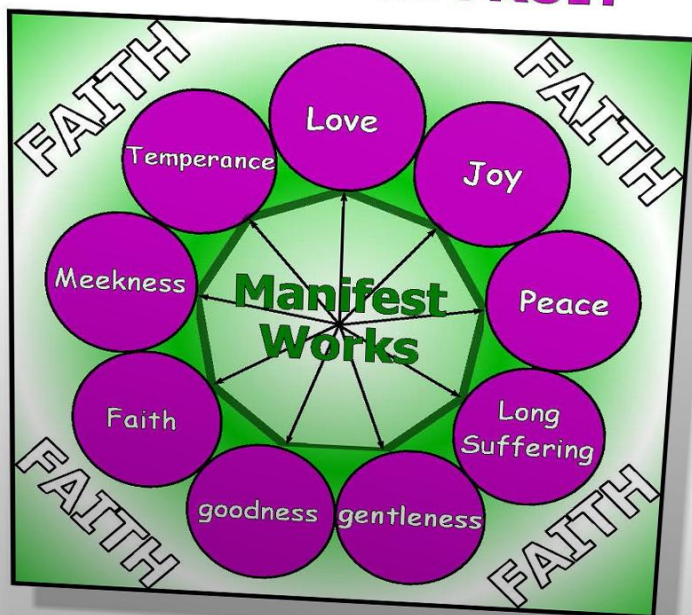 FAITH
FAITH
Love
Temperance
Joy
Meekness
Manifest
Works
Peace
Faith
Long
Suffering
goodness
gentleness
FAITH
FAITH